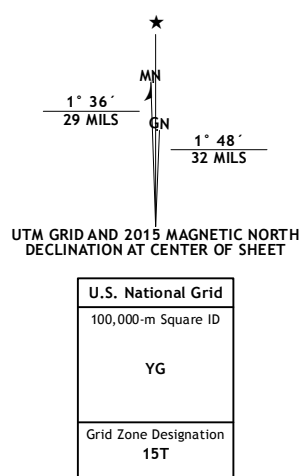 ★
MN
1° 36´
29 MILS
GN
1° 48´
32 MILS
UTM GRID AND 2015 MAGNETIC NORTH
DECLINATION AT CENTER OF SHEET
U.S. National Grid
100,000-m Square ID
YG
Grid Zone Designation
15T